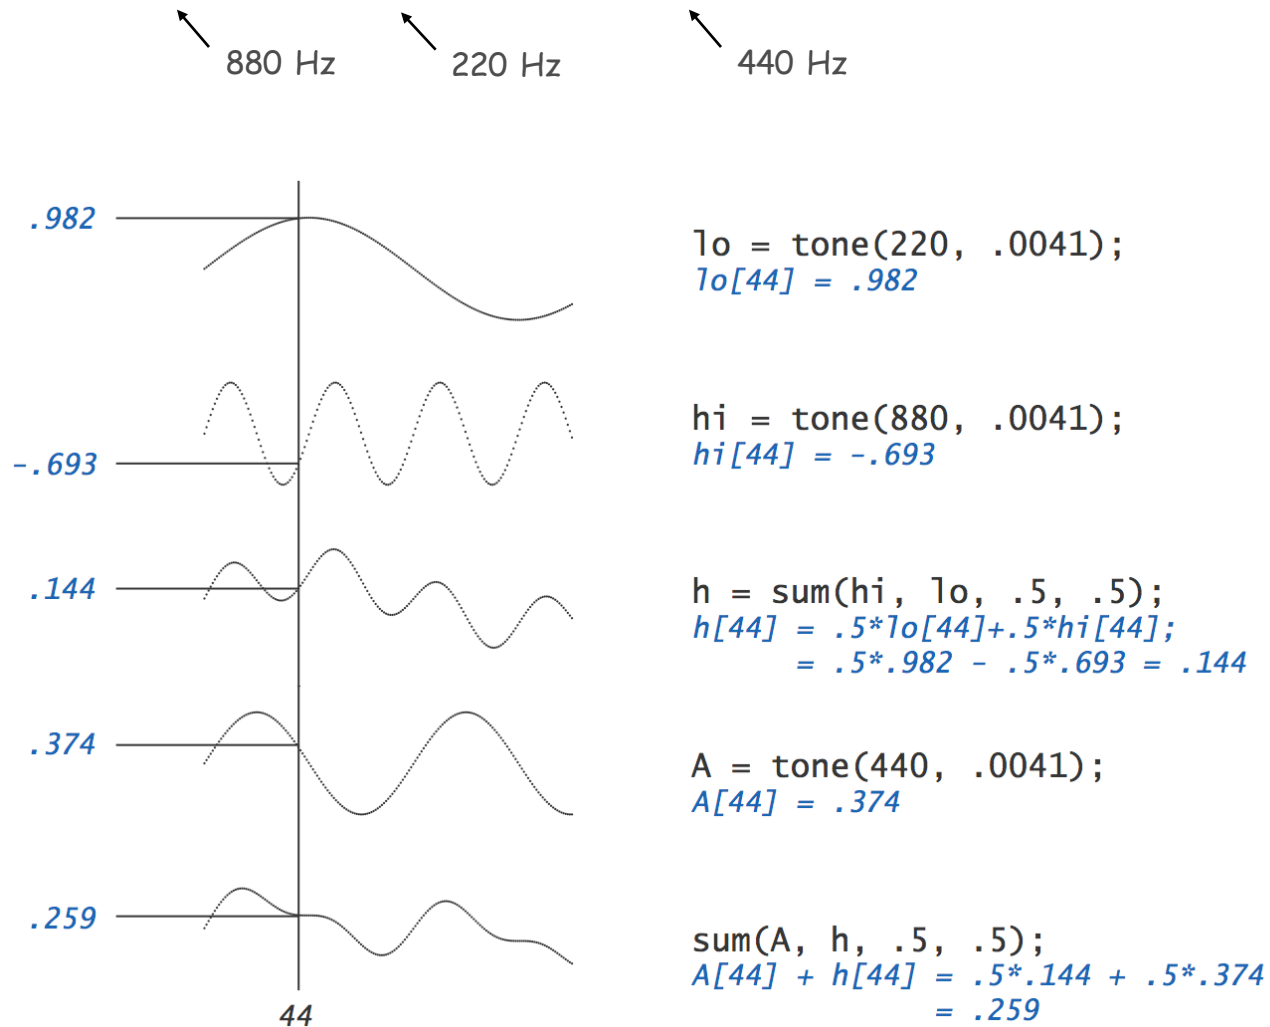 880 Hz
220 Hz
440 Hz
.982
lo = tone(220, .0041);
lo[44] = .982
hi = tone(880, .0041);
hi[44] = -.693
-.693
.144
h = sum(hi, lo, .5, .5);
h[44] = .5*lo[44]+.5*hi[44];
= .5*.982 - .5*.693 = .144
.374
A = tone(440, .0041);
A[44] = .374
.259
sum(A, h, .5, .5);
A[44] + h[44] = .5*.144 + .5*.374
= .259
44